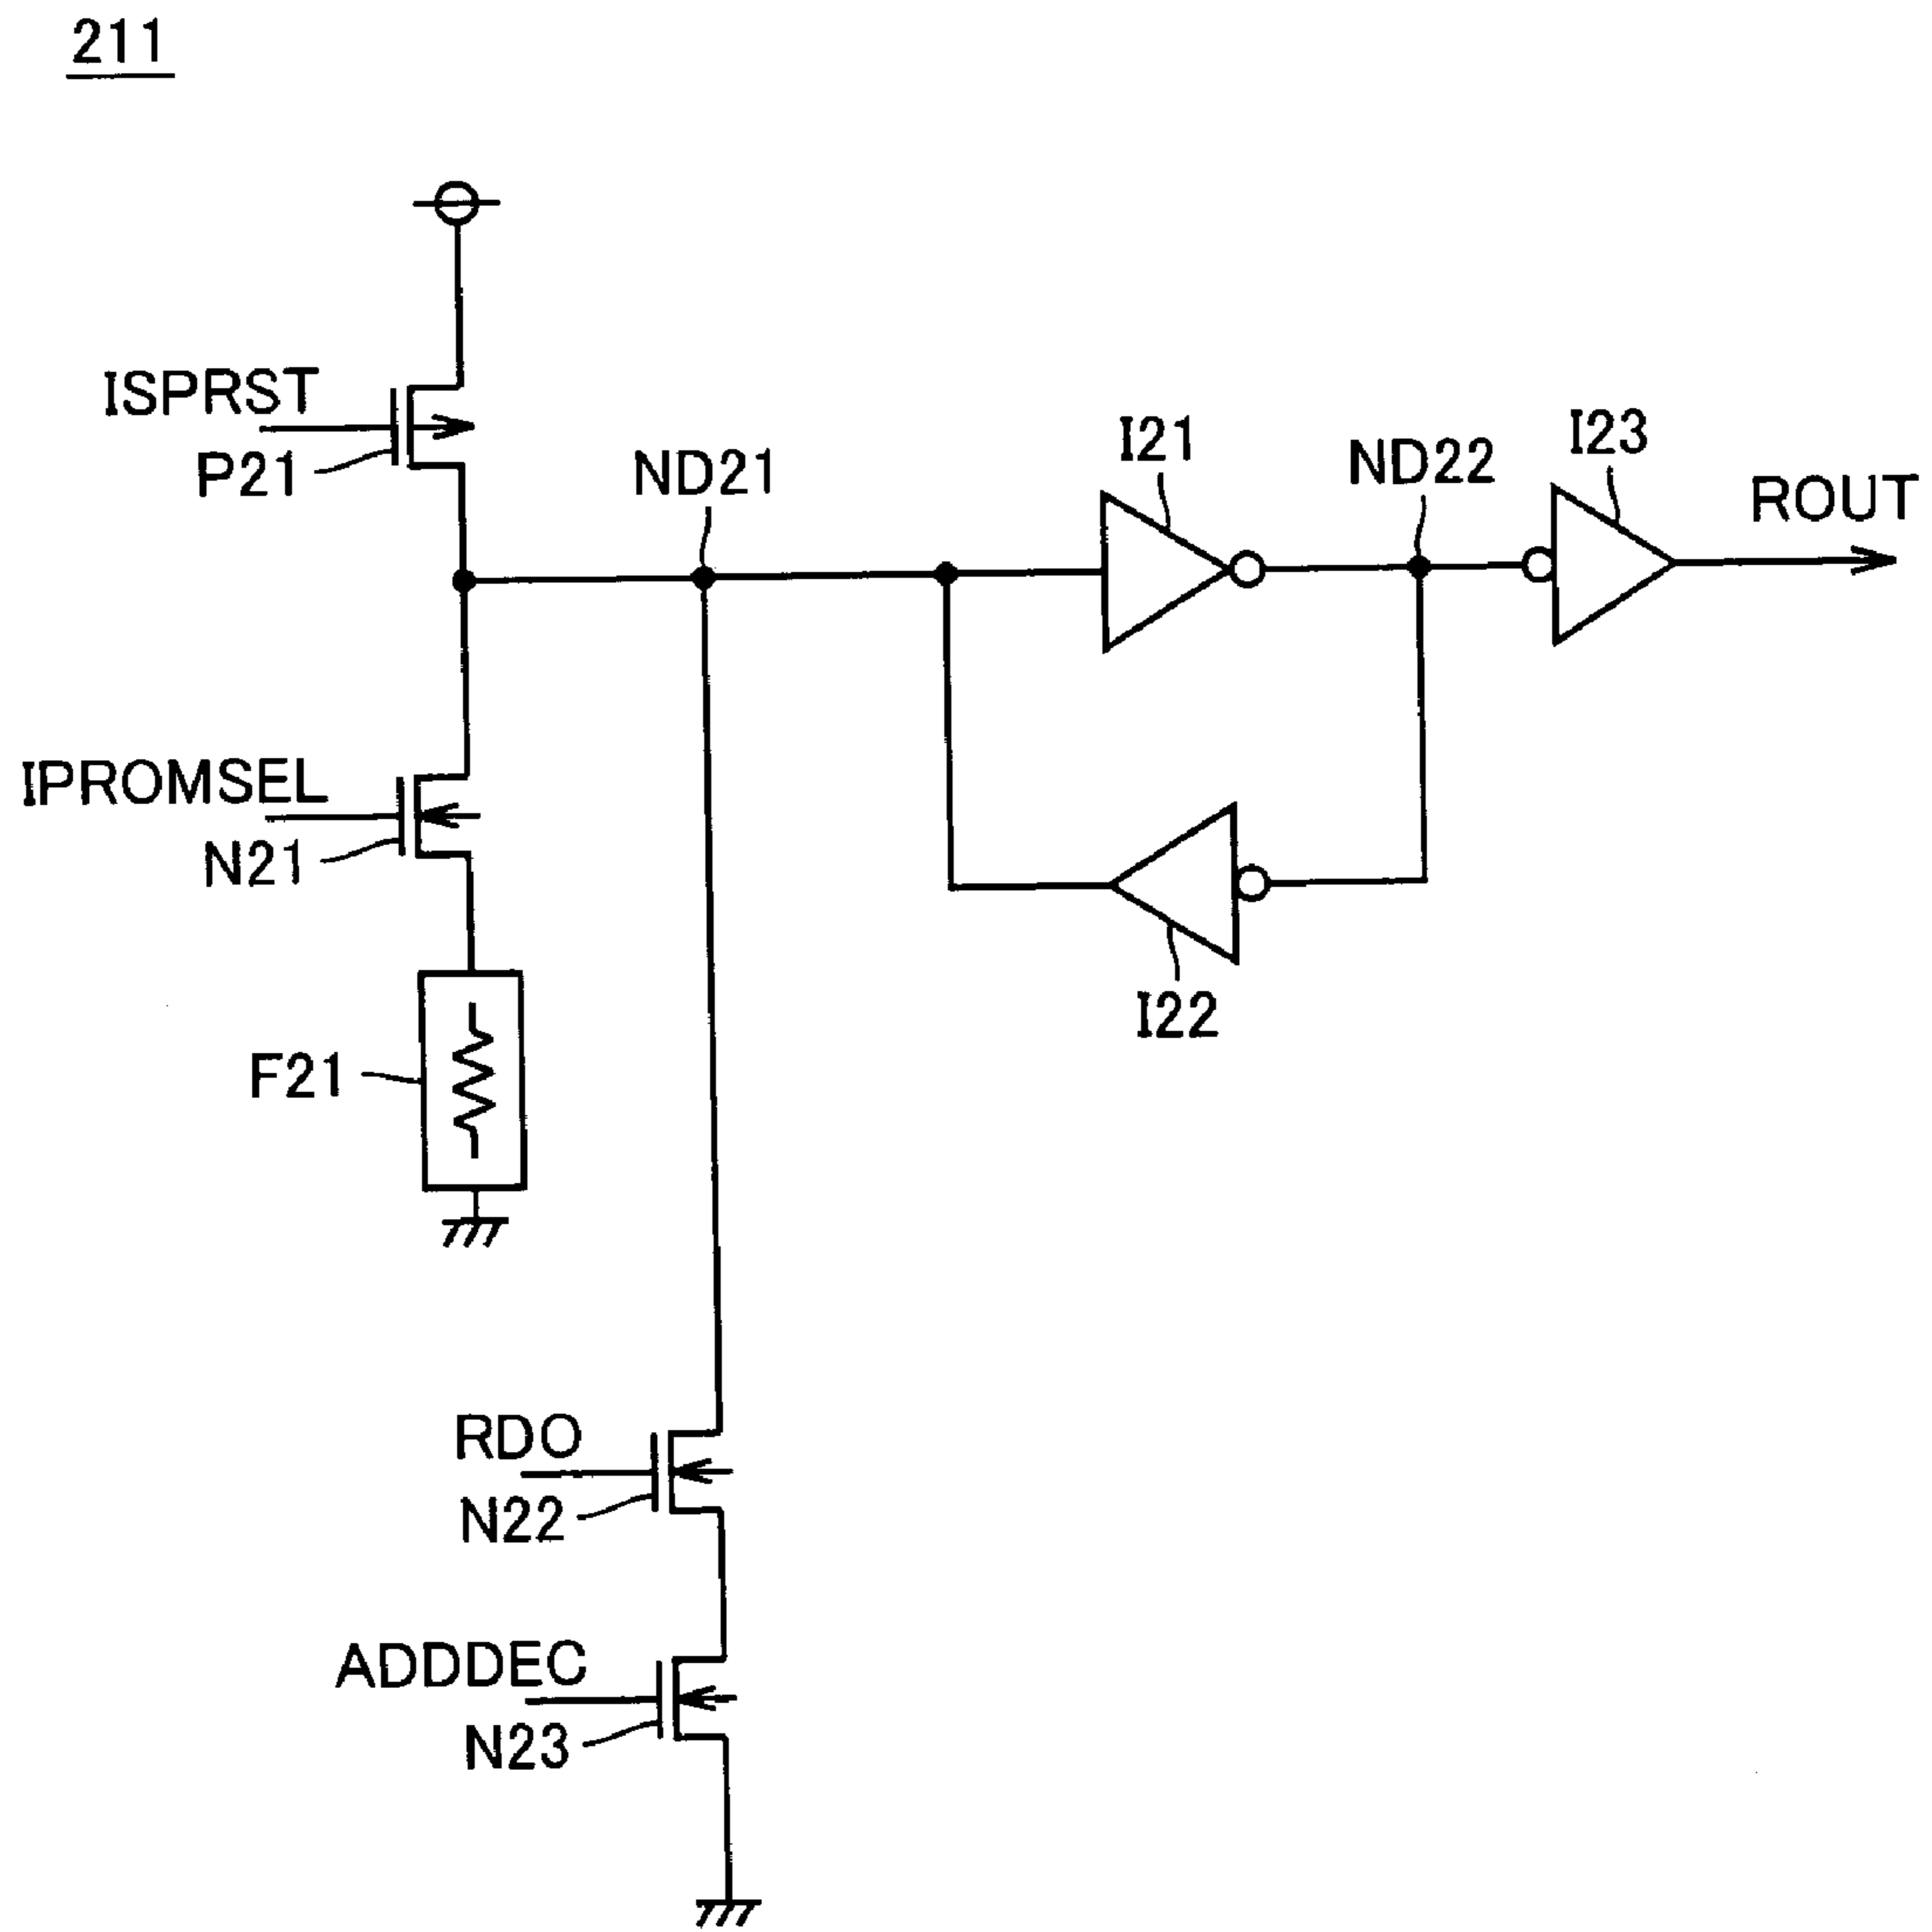 211
ISPRST
P21
ND21
I21
ND22
I23
ROUT
IPROMSEL
N21
I22
F21
RDO
N22
ADDDEC
N23